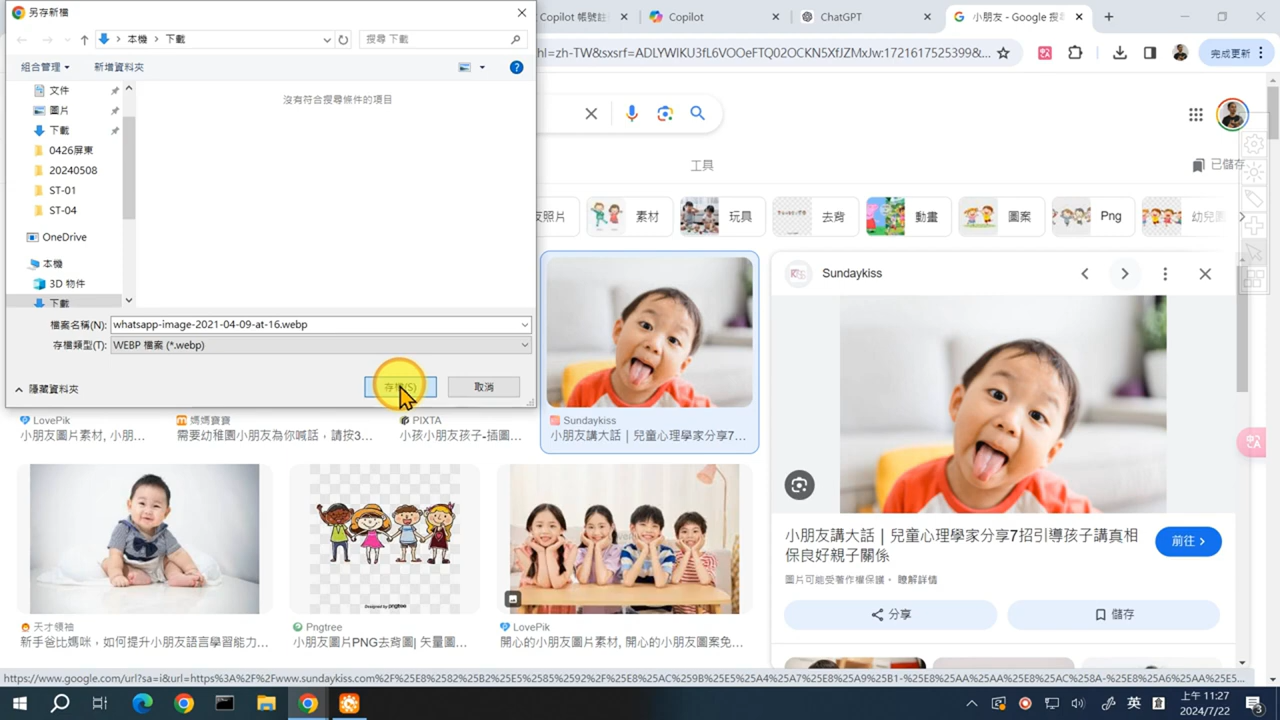 另存新檔
Copilot 帳號註
Copilot
ChatGPT
小朋友 - Google 搜
本機 > 下載
搜尋 下載
hl=zh-TW&sxsrf=ADLYWIKU3fL6VOOeFTQ02OCKN5XfJZMxJw:1721617525399&...
完成更新
組合管理
新增資料夾
文件
沒有符合搜尋條件的項目
圖片
下載
0426屏東
20240508
ST-01
ST-04
OneDrive
本機
3D 物件
下載
檔案名稱(N):
whatsapp-image-2021-04-09-at-16.webp
存檔類型(T):
WEBP 檔案 (*.webp)
隱藏資料夾
存檔(S)
取消
工具
已儲存
友照片
素材
玩具
去背
動畫
圖案
Png
幼兒園
Sundaykiss
LovePik
小朋友圖片素材, 小朋...
媽媽寶寶
需要幼稚園小朋友為你喊話，請按3...
PIXTA
小孩小朋友孩子-插圖...
Sundaykiss
小朋友講大話｜兒童心理學家分享7...
小朋友講大話｜兒童心理學家分享7招引導孩子講真相
保良好親子關係
前往
圖片可能受著作權保護。 瞭解詳情
分享
儲存
designed by pngtree
天才領袖
新手爸比媽咪，如何提升小朋友語言學習能力...
Pngtree
小朋友圖片PNG去背圖| 矢量圖...
LovePik
開心的小朋友圖片素材, 開心的小朋友圖案免...
https://www.google.com/url?sa=i&url=https%3A%2F%2Fwww.sundaykiss.com%2F%25E8%2582%25B2%25E5%2585%2592%2F%25E8%25AC%259B%25E5%25A4%25A7%25E8%25A9%25B1-%25E8%25AA%25AA%25E8%25AC%258A-%25E5%25A6%25AA%25E5...
英
上午 11:27
2024/7/22
3